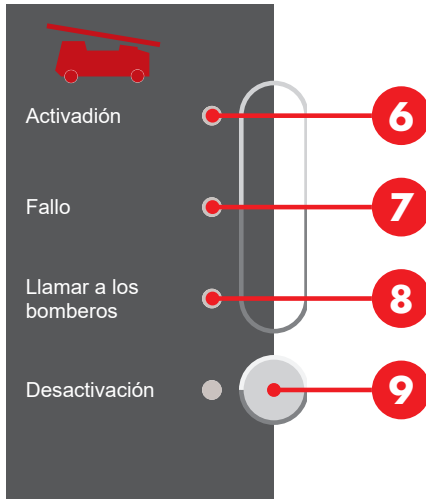 Activadión
6
Fallo
7
Llamar a los
bomberos
8
Desactivación
9